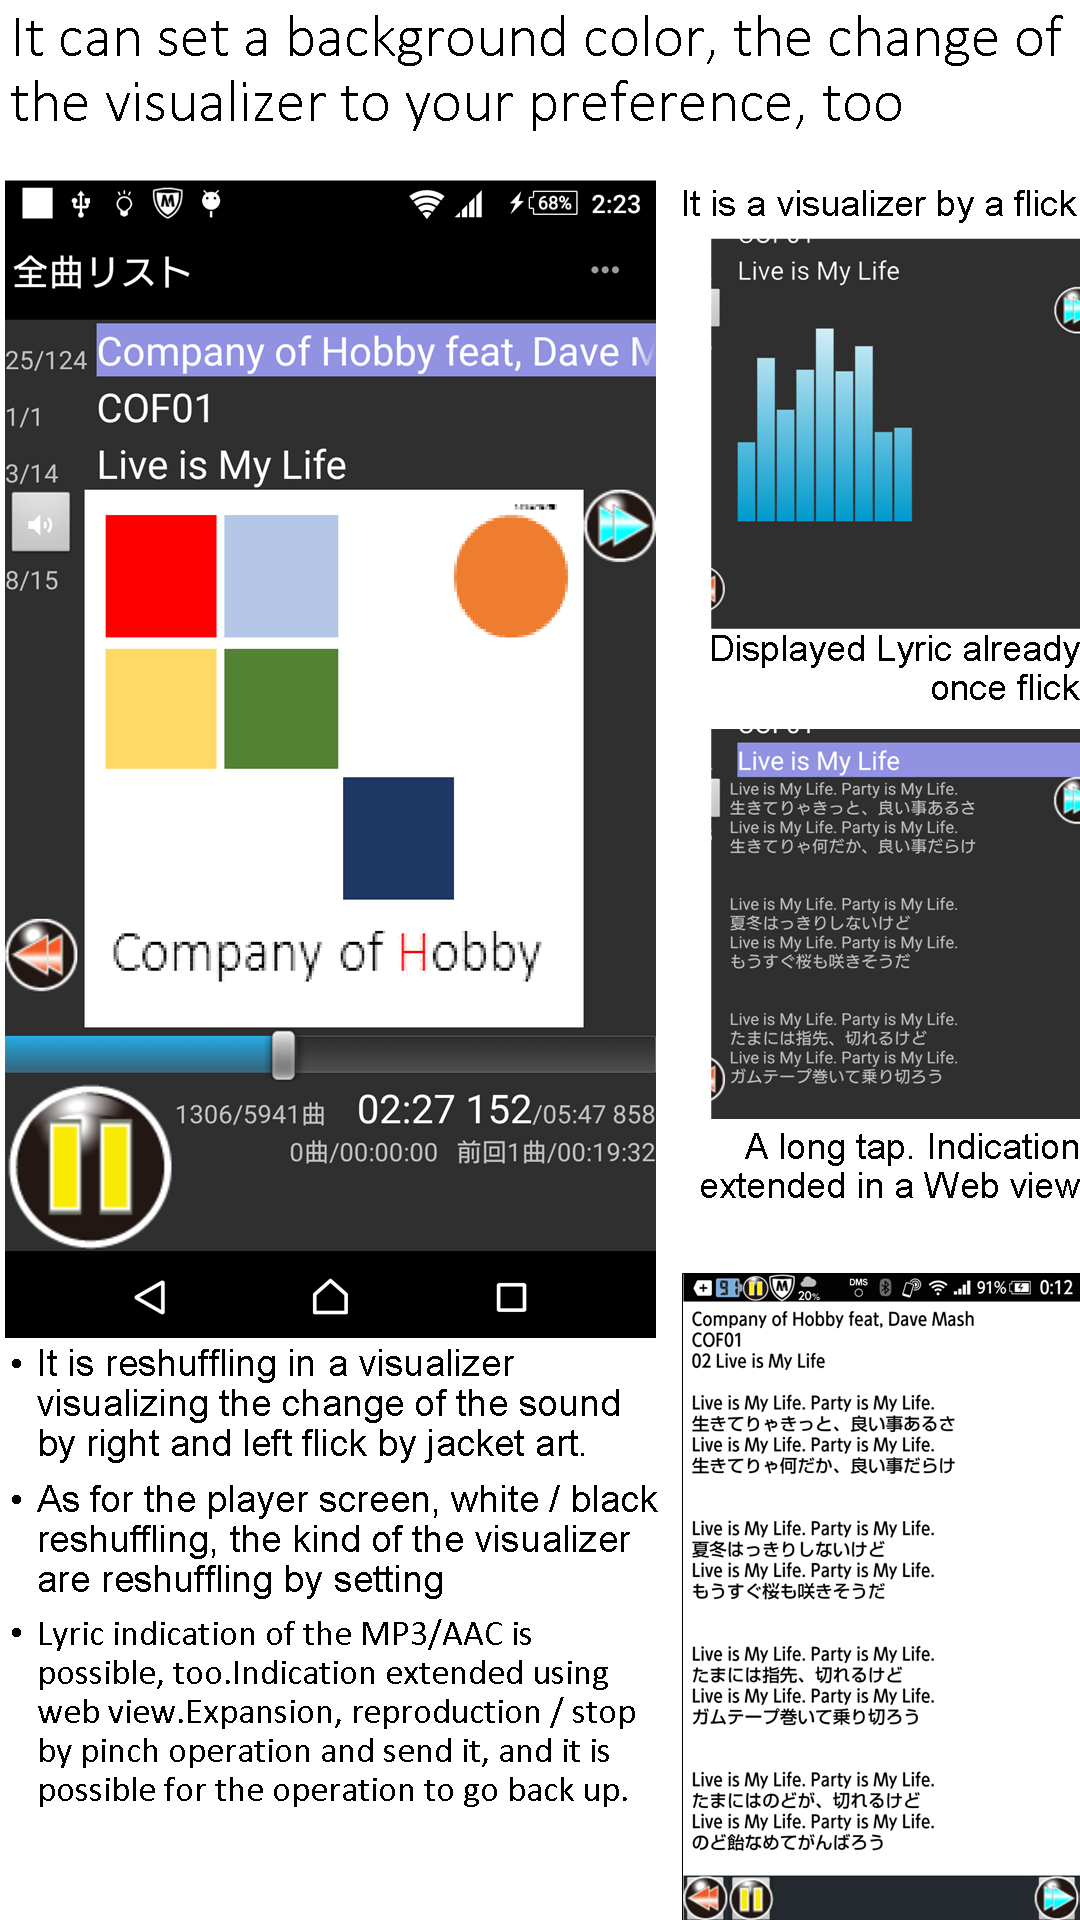 It can set a background color, the change of
the visualizer to your preference, too
68% 2:23
全曲リスト
25/124 Company of Hobby feat, Dave M
1/1 COF01
3/14 Live is My Life
8/15
Company of Hobby
1306/5941曲 02:27 152/05:47 858
0曲/00:00:00 前回1曲/00:19:32
• It is reshuffling in a visualizer
visualizing the change of the sound
by right and left flick by jacket art.
• As for the player screen, white / black
reshuffling, the kind of the visualizer
are reshuffling by setting
• Lyric indication of the MP3/AAC is
possible, too.Indication extended using
web view.Expansion, reproduction / stop
by pinch operation and send it, and it is
possible for the operation to go back up.
It is a visualizer by a flick
COF01
Live is My Life
Displayed Lyric already
once flick
COF01
Live is My Life
Live is My Life. Party is My Life.
生きてりゃきっと、良い事あるさ
Live is My Life. Party is My Life.
生きてりゃ何だか、良い事だらけ
Live is My Life. Party is My Life.
夏冬はっきりしないけど
Live is My Life. Party is My Life.
もうすぐ桜も咲きそうだ
Live is My Life. Party is My Life.
たまには指先、切れるけど
Live is My Life. Party is My Life.
ガムテープ巻いて乗り切ろう
A long tap. Indication
extended in a Web view
20% DMS 91% 0:12
Company of Hobby feat, Dave Mash
COF01
02 Live is My Life
Live is My Life. Party is My Life.
生きてりゃきっと、良い事あるさ
Live is My Life. Party is My Life.
生きてりゃ何だか、良い事だらけ
Live is My Life. Party is My Life.
夏冬はっきりしないけど
Live is My Life. Party is My Life.
もうすぐ桜も咲きそうだ
Live is My Life. Party is My Life.
たまには指先、切れるけど
Live is My Life. Party is My Life.
ガムテープ巻いて乗り切ろう
Live is My Life. Party is My Life.
たまにはのどが、切れるけど
Live is My Life. Party is My Life.
のど飴なめてがんばろう